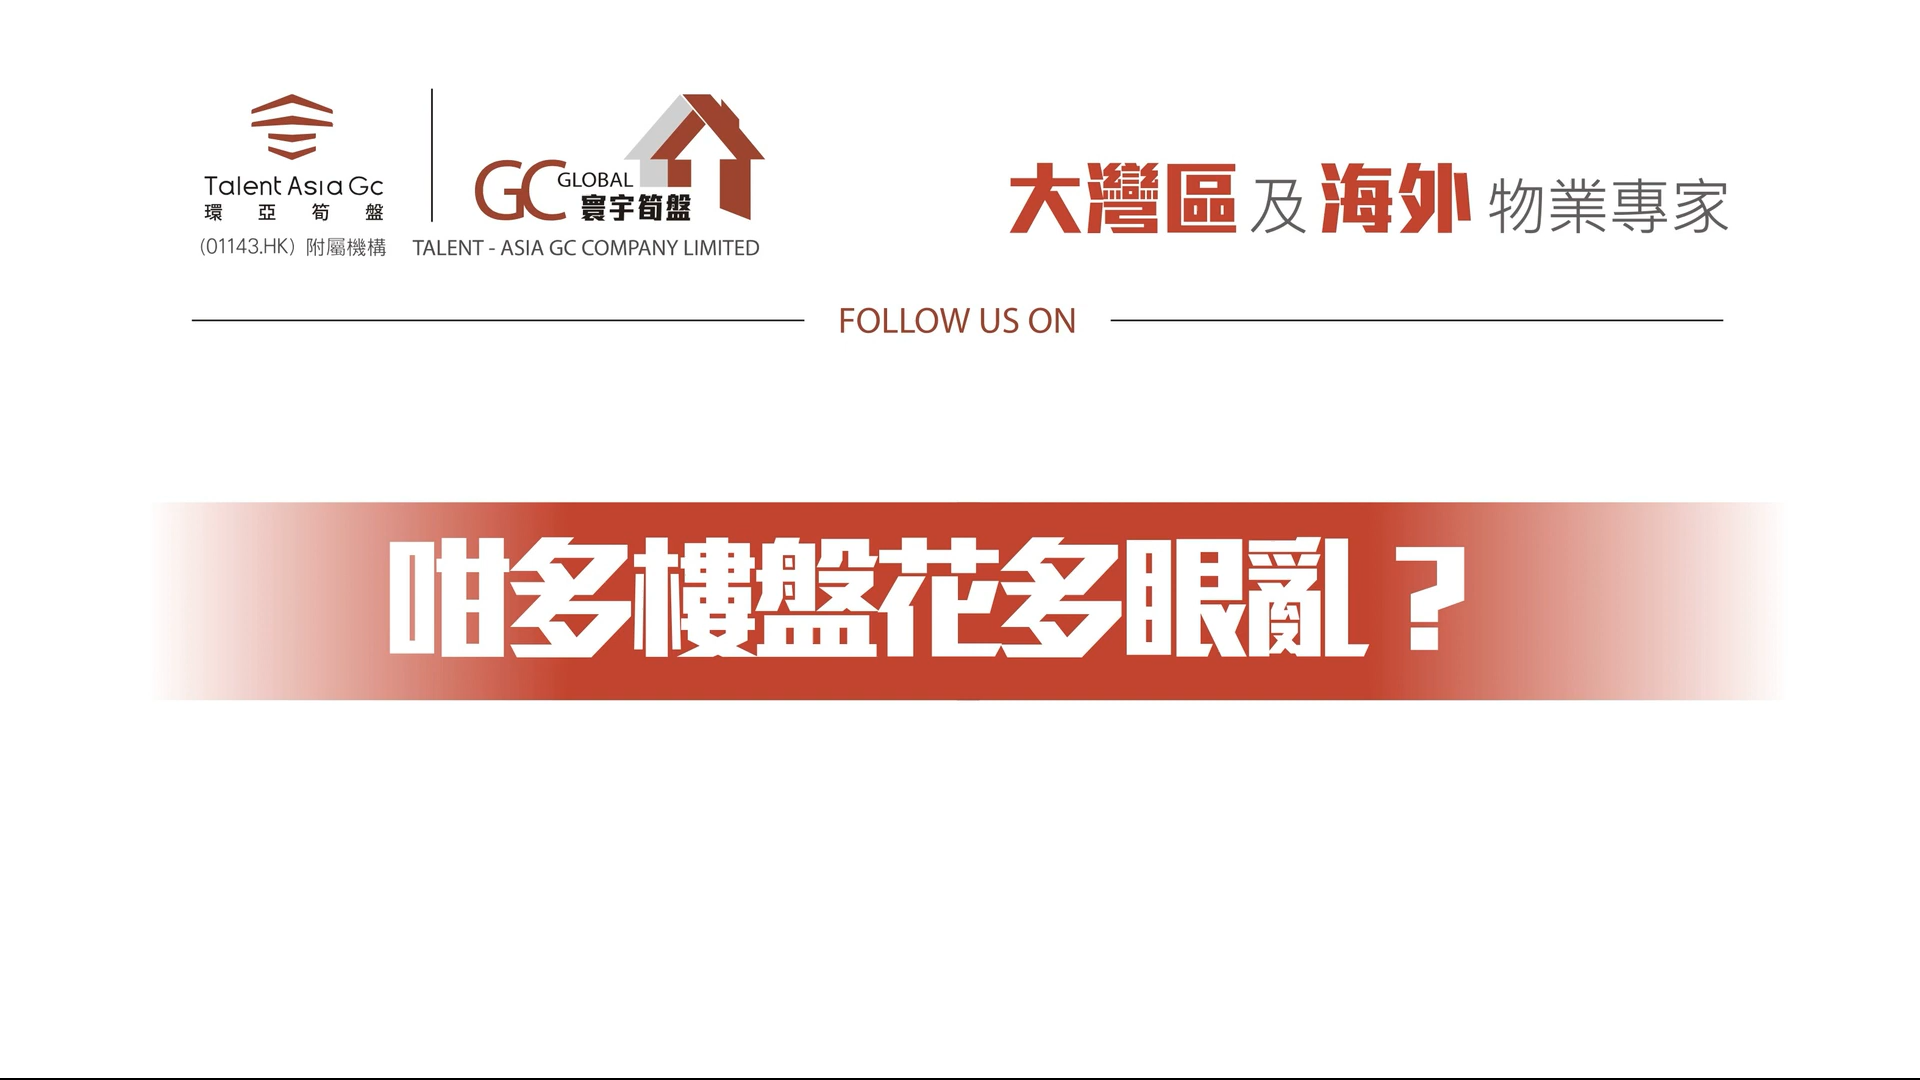 Talent Asia Gc
環亞筍盤
(01143.HK) 附屬機構
GC GLOBAL
寰宇筍盤
TALENT - ASIA GC COMPANY LIMITED
大灣區及海外物業專家
FOLLOW US ON
咁多樓盤花多眼亂？